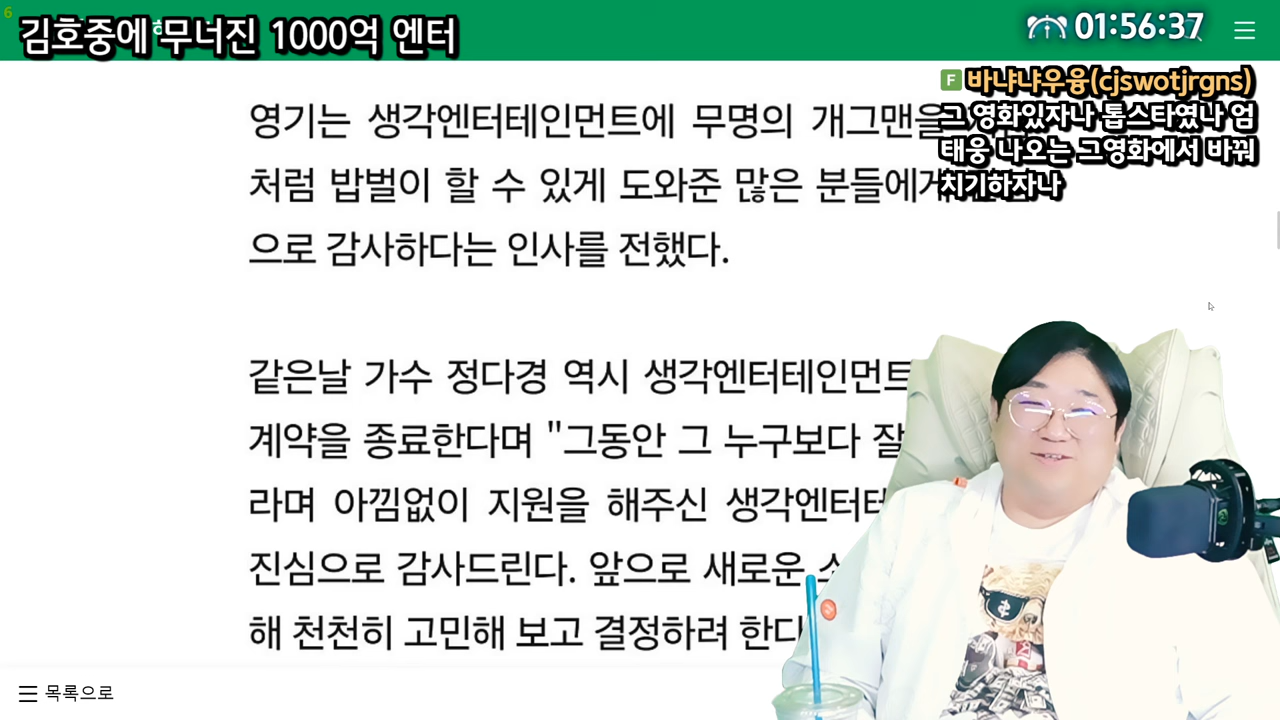 6
김호중에 무너진 1000억 엔터
01:56:37
F 바냐냐우융(cjswotjrgns)
그 영화있자나 톱스타였나 엄
태웅 나오는 그영화에서 바꿔
치기하자나
영기는 생각엔터테인먼트에 무명의 개그맨을
처럼 밥벌이 할 수 있게 도와준 많은 분들에게
으로 감사하다는 인사를 전했다.
같은날 가수 정다경 역시 생각엔터테인먼트
계약을 종료한다며 "그동안 그 누구보다 잘
라며 아낌없이 지원을 해주신 생각엔터터
진심으로 감사드린다. 앞으로 새로운
해 천천히 고민해 보고 결정하려 한다
목록으로